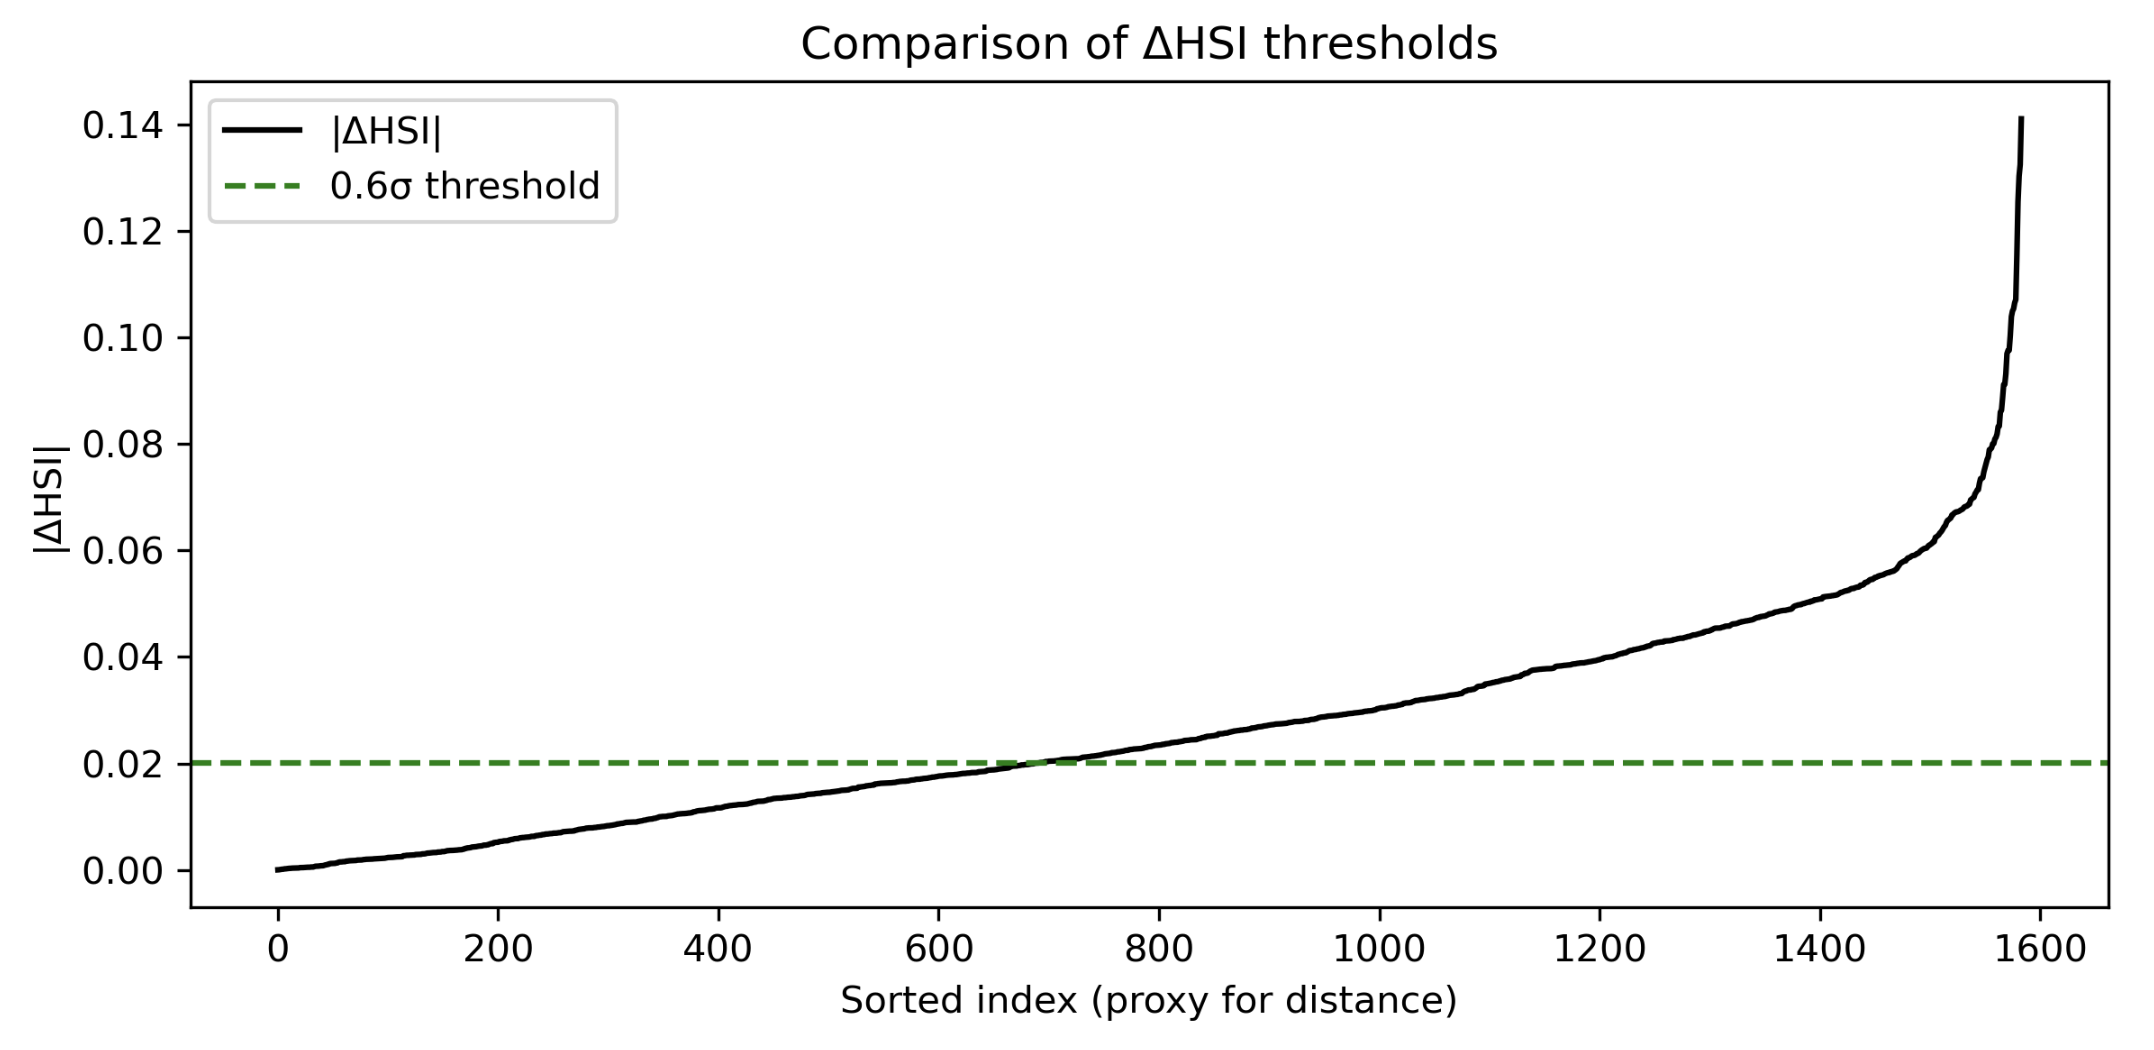 Comparison of ΔHSI thresholds
|ΔHSI|
0.6σ threshold
0.14
0.12
0.10
0.08
0.06
0.04
0.02
0.00
|ΔHSI|
0 200 400 600 800 1000 1200 1400 1600
Sorted index (proxy for distance)